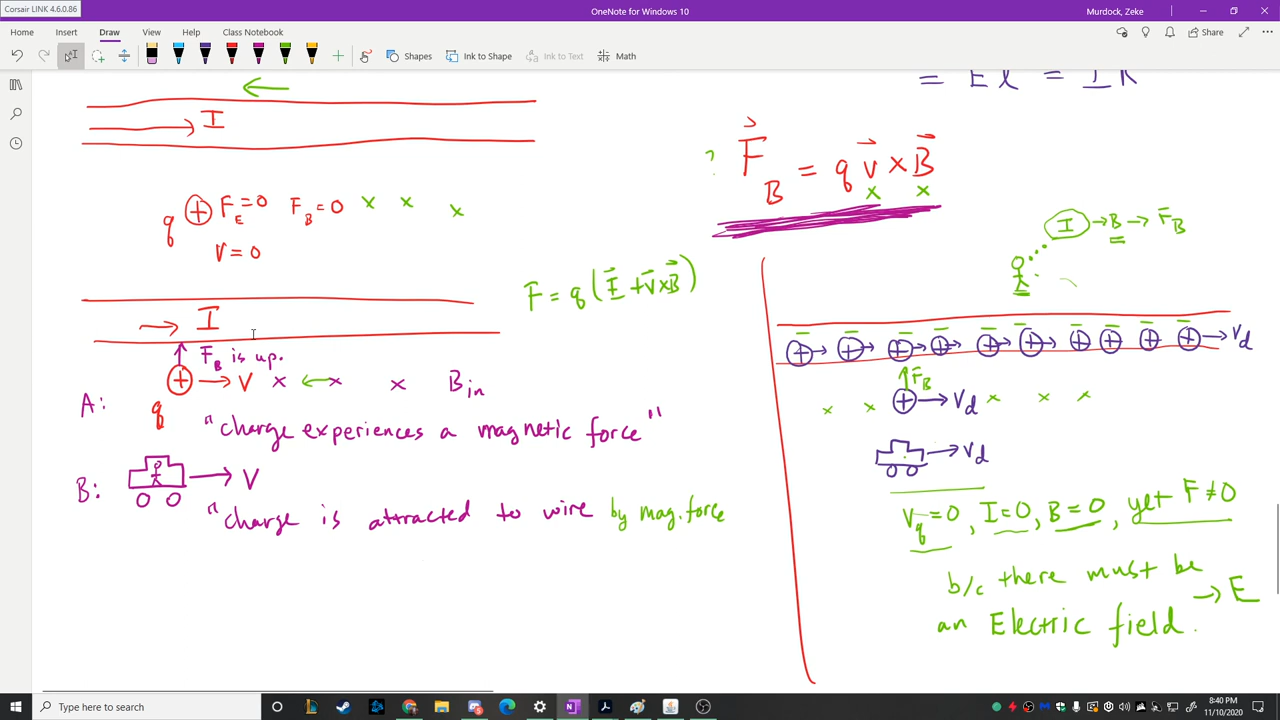 Corsair LINK 4.6.0.86
OneNote for Windows 10
Murdock, Zeke
Home Insert Draw View Help Class Notebook
Share
Shapes Ink to Shape Ink to Text Math
I
q + F_E = 0 F_B = 0 x x x
V = 0
I
F_B is up.
A: + → V x x x B_in
q
"charge experiences a magnetic force"
B: → V
"charge is attracted to wire by mag. force
= E l = I R
? F_B = q v × B
x x
F = q ( E + v × B )
I → B → F_B
+ + + + + + + + + + → V_d
F_B
x x + → V_d x x x
→ V_d
V_q = 0, I = 0, B = 0, yet F ≠ 0
b/c there must be → E
an Electric field.
Type here to search
8:40 PM
11/10/2020